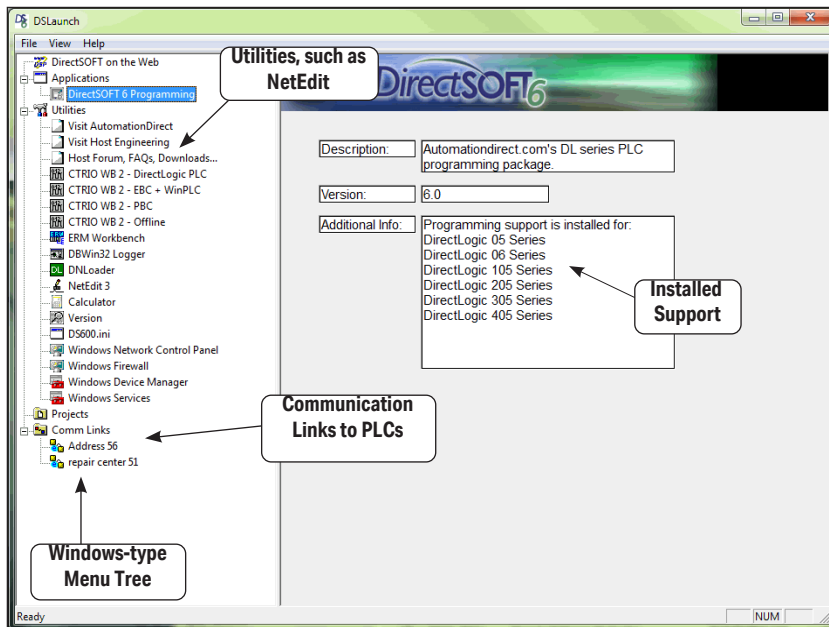 DSLaunch
File View Help
DirectSOFT on the Web
Applications
DirectSOFT 6 Programming
Utilities
Visit AutomationDirect
Visit Host Engineering
Host Forum, FAQs, Downloads...
CTRIO WB 2 - DirectLogic PLC
CTRIO WB 2 - EBC + WinPLC
CTRIO WB 2 - PBC
CTRIO WB 2 - Offline
ERM Workbench
DBWin32 Logger
DL DNLoader
NetEdit 3
Calculator
Version
DS600.ini
Windows Network Control Panel
Windows Firewall
Windows Device Manager
Windows Services
Projects
Comm Links
Address 56
repair center 51
Utilities, such as
NetEdit
DirectSOFT6
Description: Automationdirect.com's DL series PLC
programming package.
Version: 6.0
Additional Info: Programming support is installed for:
DirectLogic 05 Series
DirectLogic 06 Series
DirectLogic 105 Series
DirectLogic 205 Series
DirectLogic 305 Series
DirectLogic 405 Series
Installed
Support
Communication
Links to PLCs
Windows-type
Menu Tree
Ready
NUM